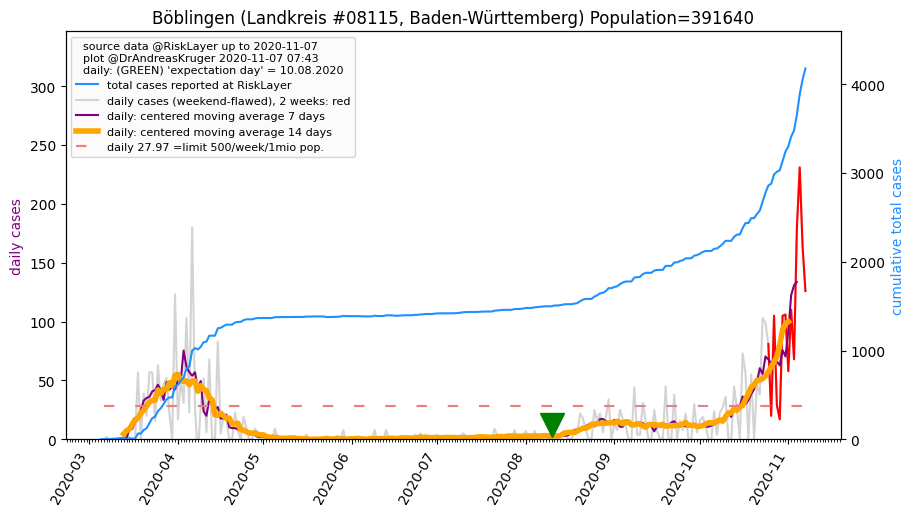 Böblingen (Landkreis #08115, Baden-Württemberg) Population=391640
source data @RiskLayer up to 2020-11-07
plot @DrAndreasKruger 2020-11-07 07:43
daily: (GREEN) 'expectation day' = 10.08.2020
total cases reported at RiskLayer
daily cases (weekend-flawed), 2 weeks: red
daily: centered moving average 7 days
daily: centered moving average 14 days
daily 27.97 =limit 500/week/1mio pop.
daily cases
300
250
200
150
100
50
0
4000
3000
2000
1000
0
cumulative total cases
2020-03
2020-04
2020-05
2020-06
2020-07
2020-08
2020-09
2020-10
2020-11